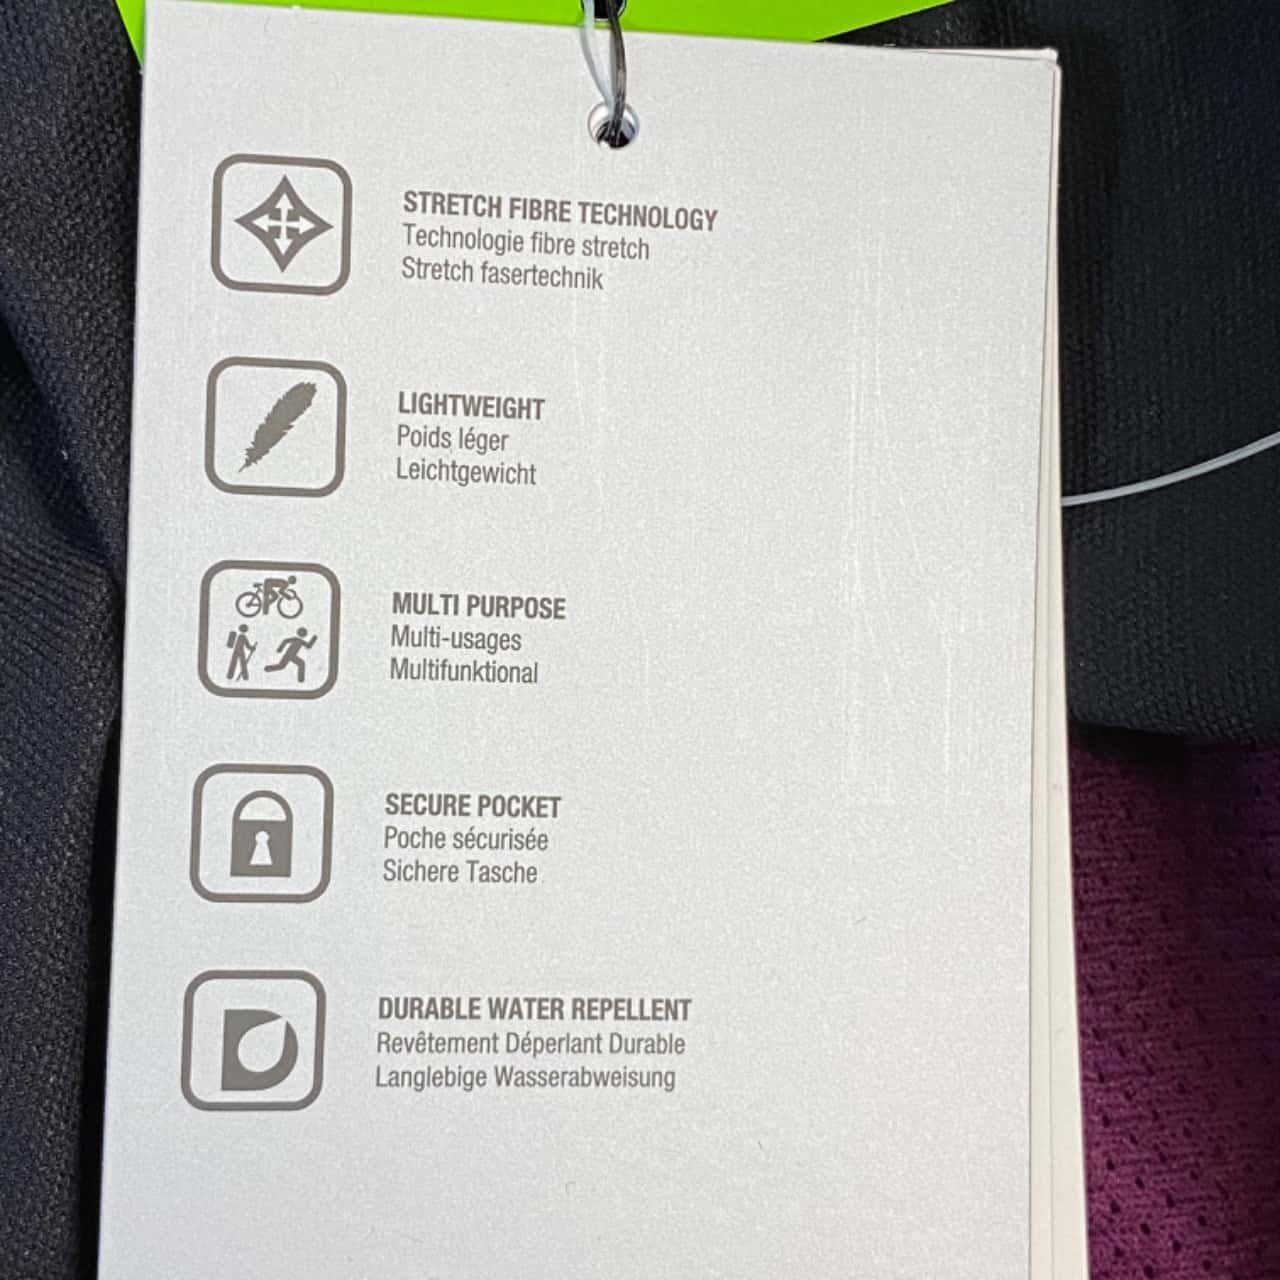 STRETCH FIBRE TECHNOLOGY
Technologie fibre stretch
Stretch fasertechnik
LIGHTWEIGHT
Poids léger
Leichtgewicht
MULTI PURPOSE
Multi-usages
Multifunktional
SECURE POCKET
Poche sécurisée
Sichere Tasche
DURABLE WATER REPELLENT
Revêtement Déperlant Durable
Langlebige Wasserabweisung